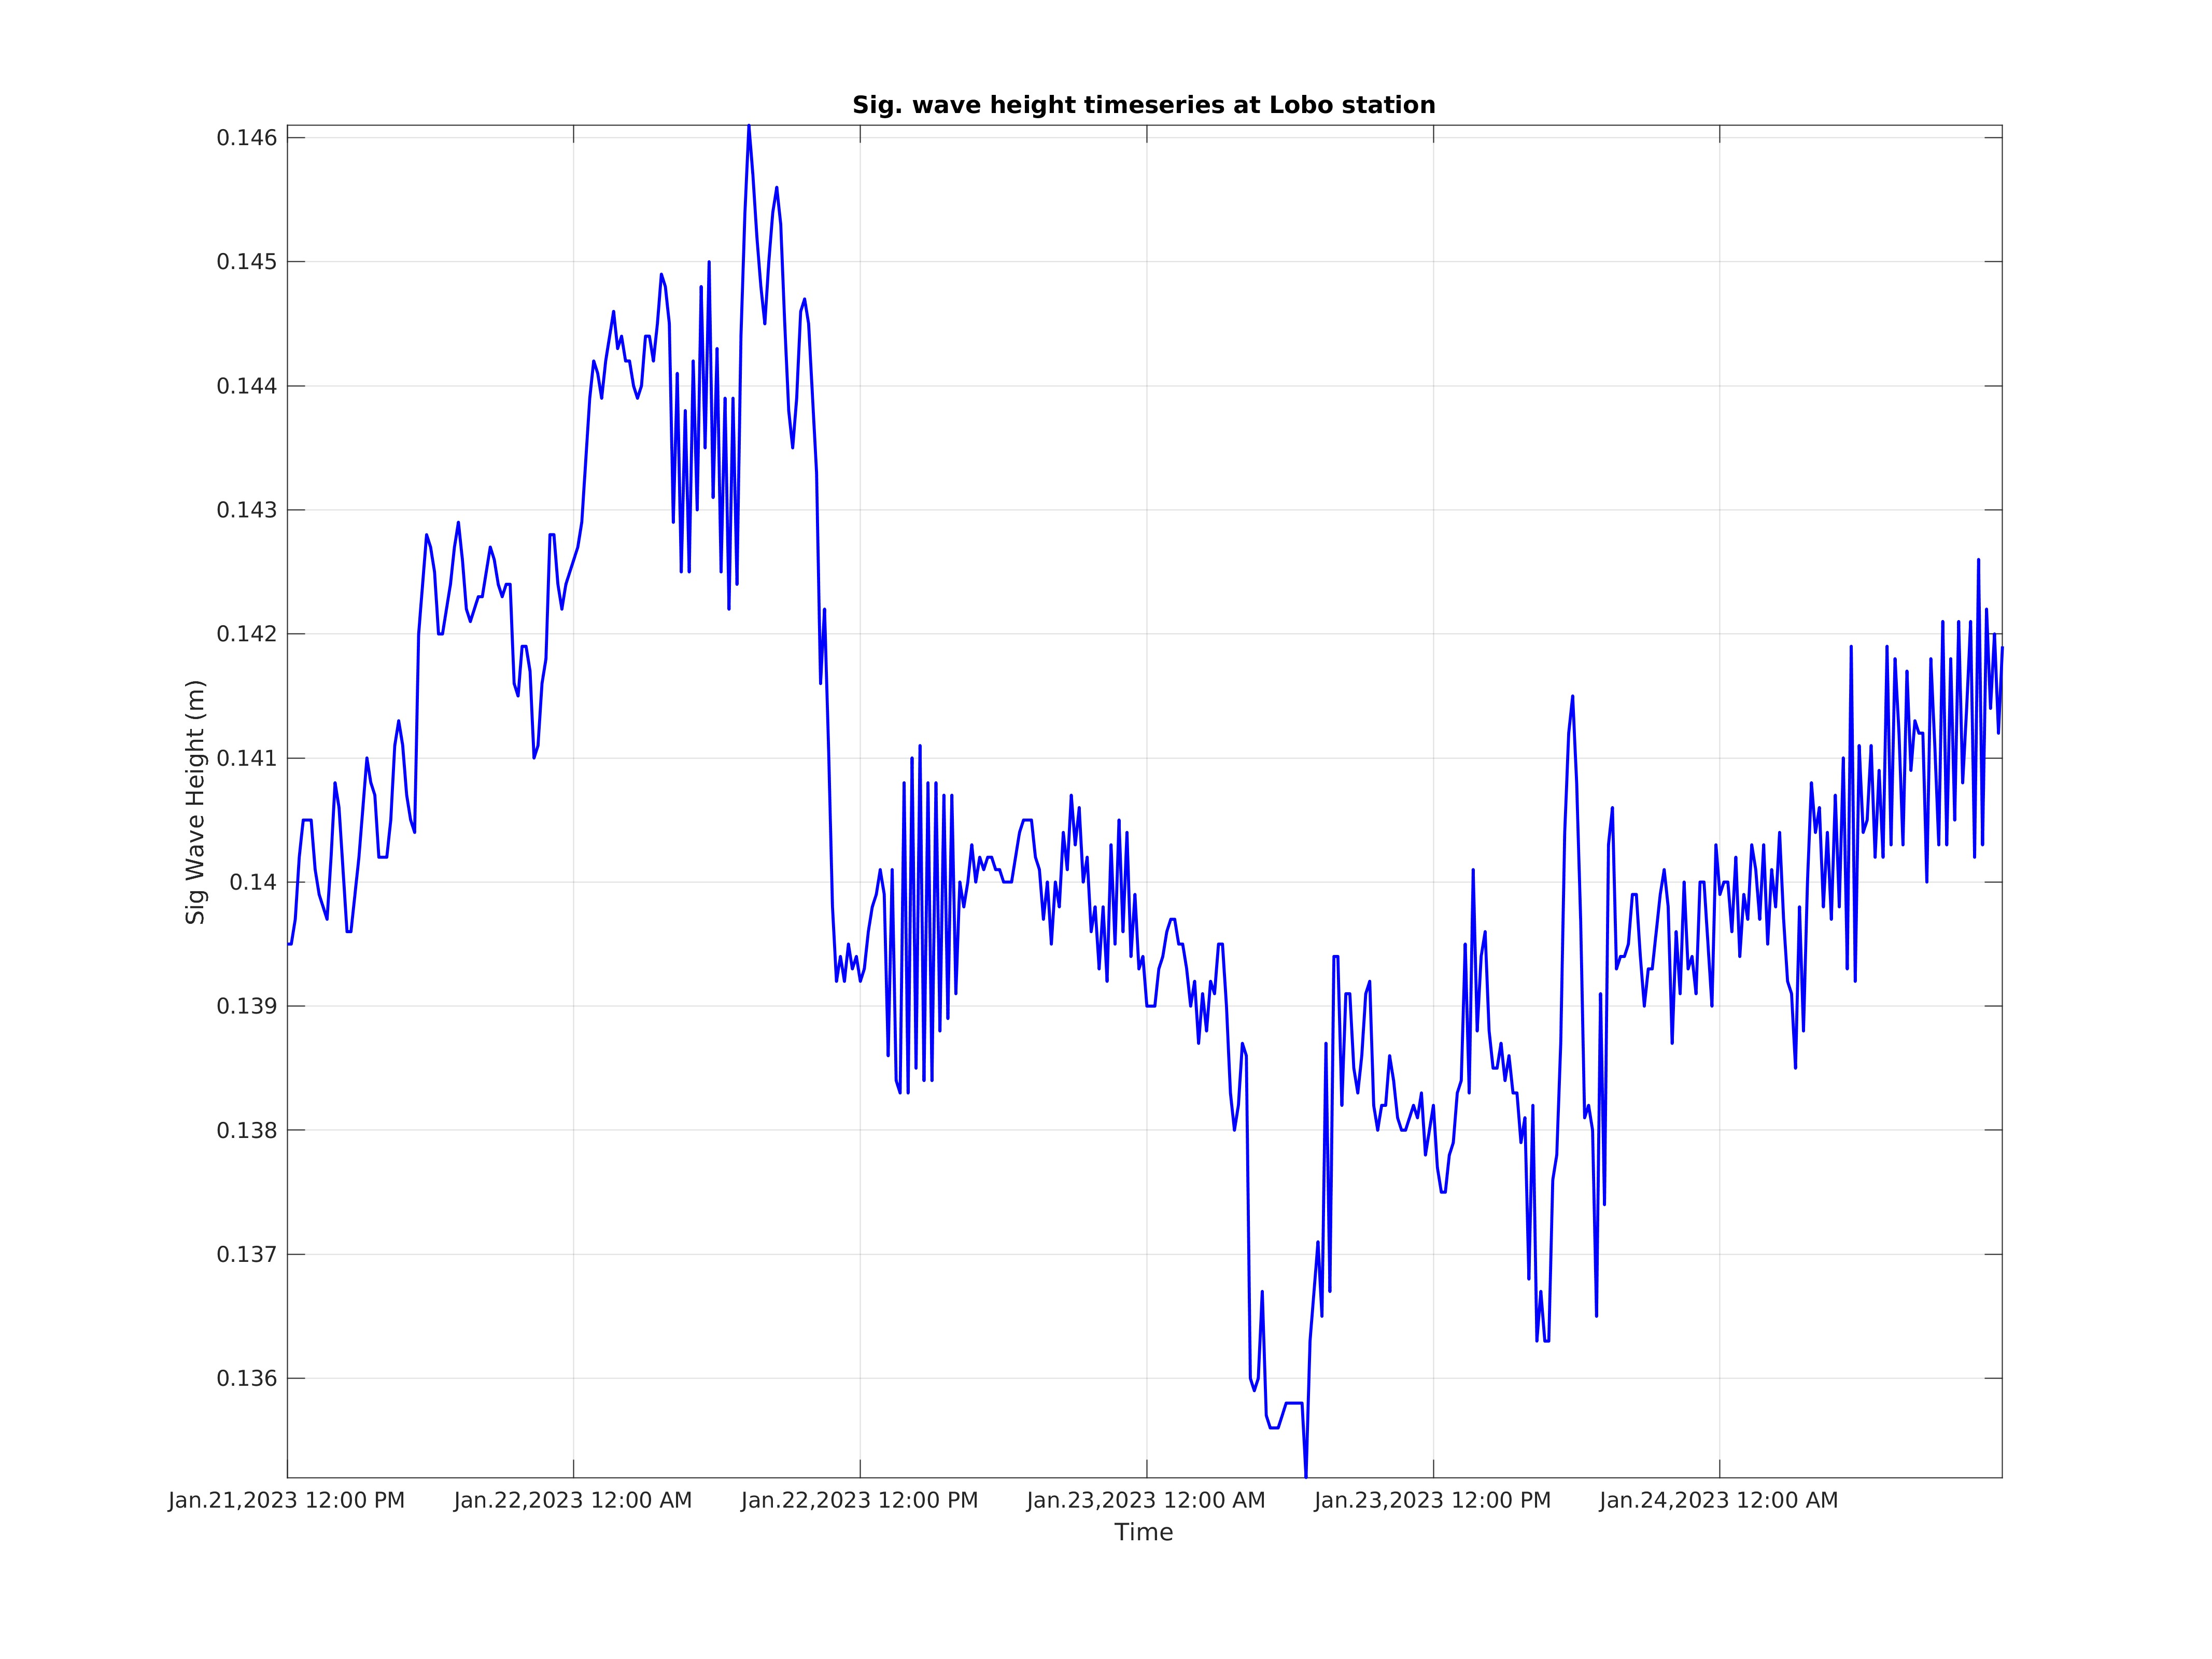 Sig. wave height timeseries at Lobo station
0.146
0.145
0.144
0.143
0.142
0.141
0.14
0.139
0.138
0.137
0.136
Sig Wave Height (m)
Jan.21,2023 12:00 PM
Jan.22,2023 12:00 AM
Jan.22,2023 12:00 PM
Jan.23,2023 12:00 AM
Jan.23,2023 12:00 PM
Jan.24,2023 12:00 AM
Time